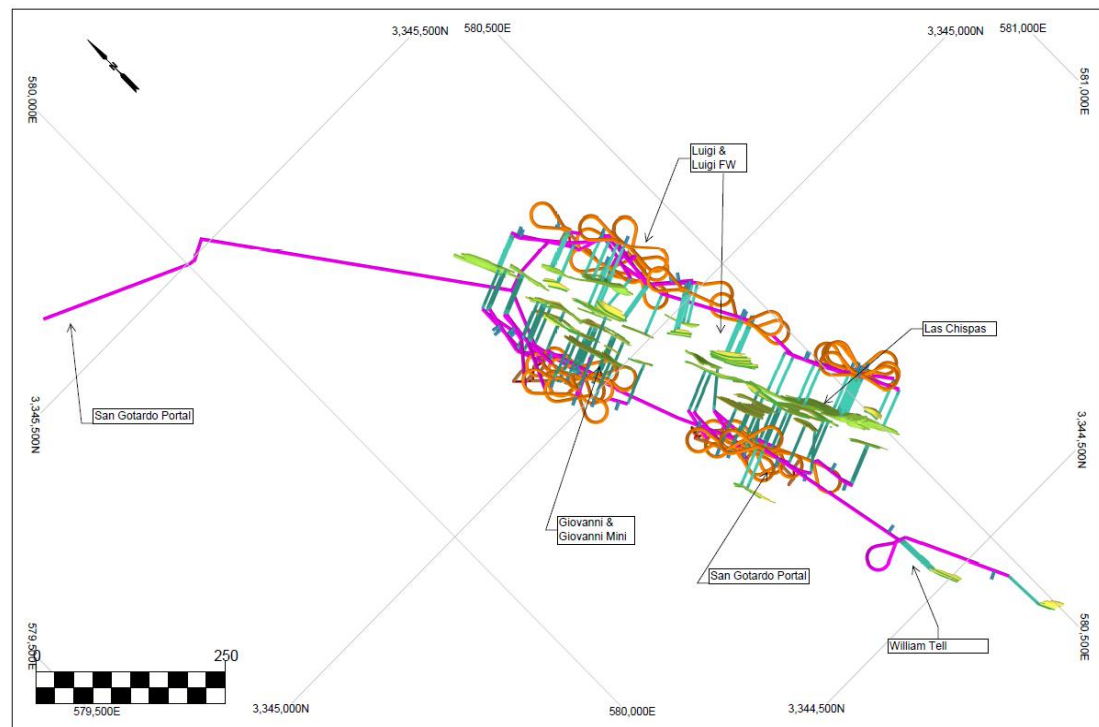 3,345,500N
580,500E
3,345,000N
581,000E
580,000E
581,000E
N
Luigi &
Luigi FW
Las Chispas
San Gotardo Portal
3,345,500N
3,344,500N
Giovanni &
Giovanni Mini
San Gotardo Portal
William Tell
579,500E
580,500E
0
250
579,500E
3,345,000N
580,000E
3,344,500N